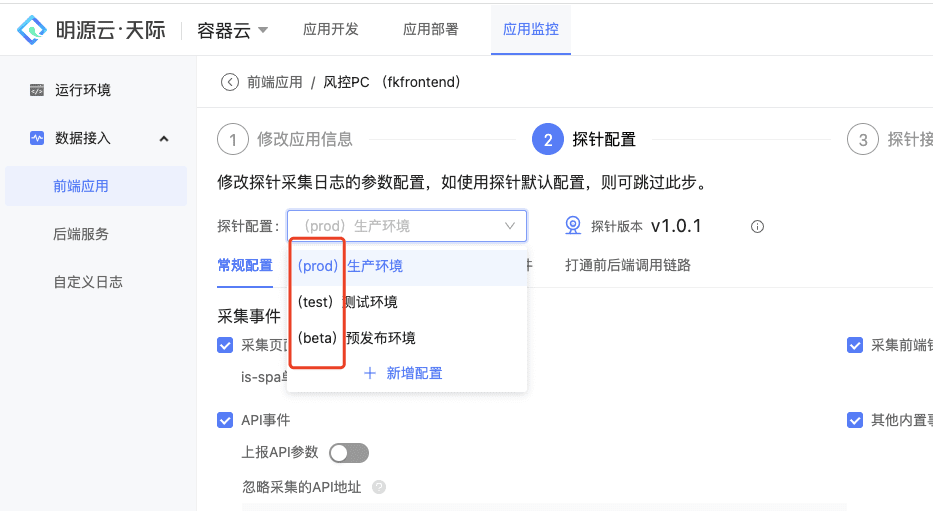 明源云·天际 容器云 应用开发 应用部署 应用监控
运行环境
数据接入
前端应用
后端服务
自定义日志
前端应用 / 风控PC （fkfrontend）
1 修改应用信息 2 探针配置 3 探针接
修改探针采集日志的参数配置，如使用探针默认配置，则可跳过此步。
探针配置： （prod）生产环境 探针版本 v1.0.1
常规配置 件 打通前后端调用链路
（prod）生产环境
（test）测试环境
（beta）预发布环境
+ 新增配置
采集事件
采集页 采集前端
is-spa
API事件 其他内置
上报API参数
忽略采集的API地址